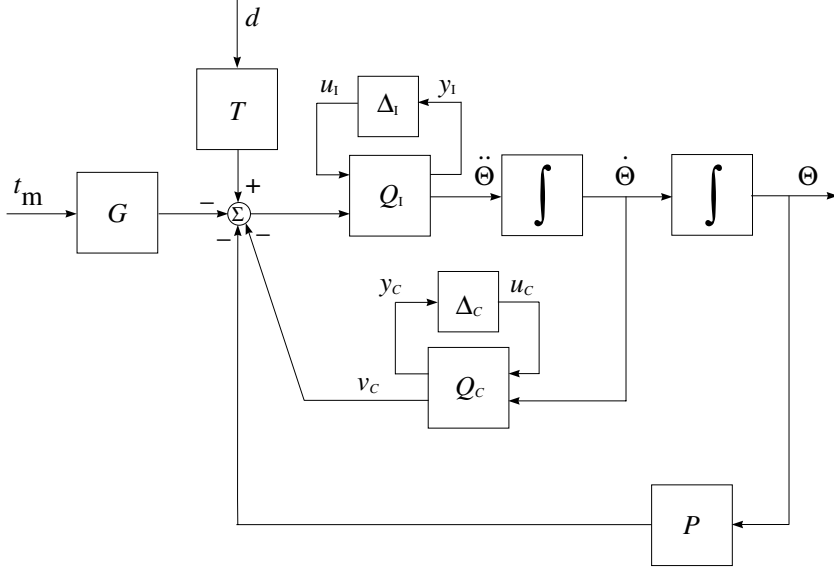 d
T
u_I y_I
Δ_I
t_m
G
− + Σ − −
Q_I
Θ̈
∫
Θ̇
∫
Θ
y_C u_C
Δ_C
v_C
Q_C
P